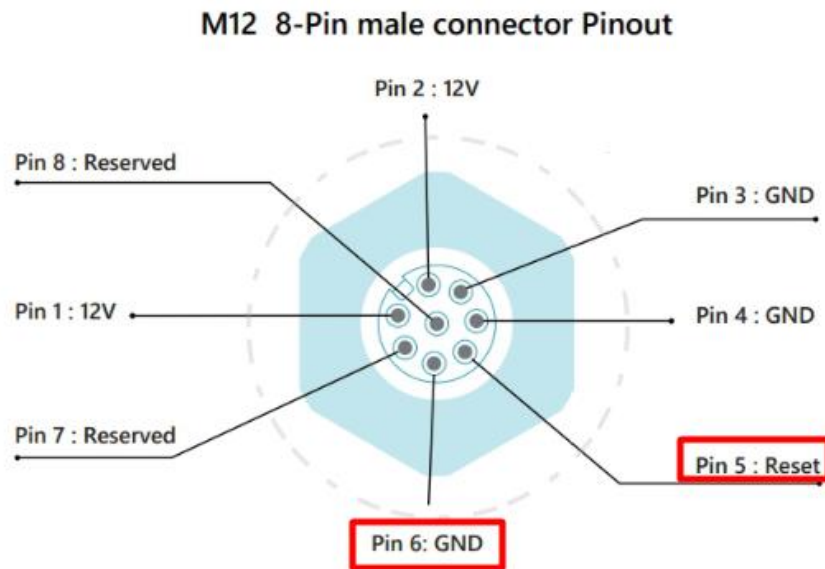 M12 8-Pin male connector Pinout
Pin 2 : 12V
Pin 8 : Reserved
Pin 3 : GND
Pin 1 : 12V
Pin 4 : GND
Pin 7 : Reserved
Pin 5 : Reset
Pin 6: GND